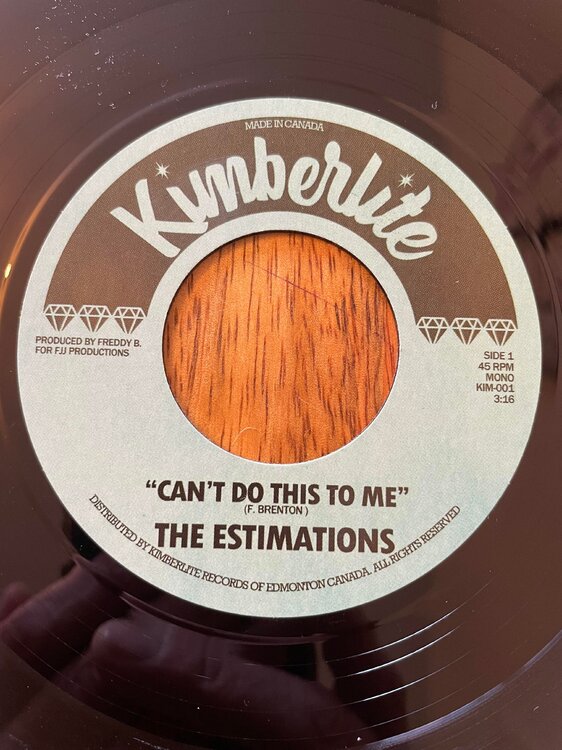 MADE IN CANADA
Kimberlite
PRODUCED BY FREDDY B.
FOR FJJ PRODUCTIONS
SIDE 1
45 RPM
MONO
KIM-001
3:16
"CAN'T DO THIS TO ME"
(F. BRENTON)
THE ESTIMATIONS
DISTRIBUTED BY KIMBERLITE RECORDS OF EDMONTON CANADA. ALL RIGHTS RESERVED